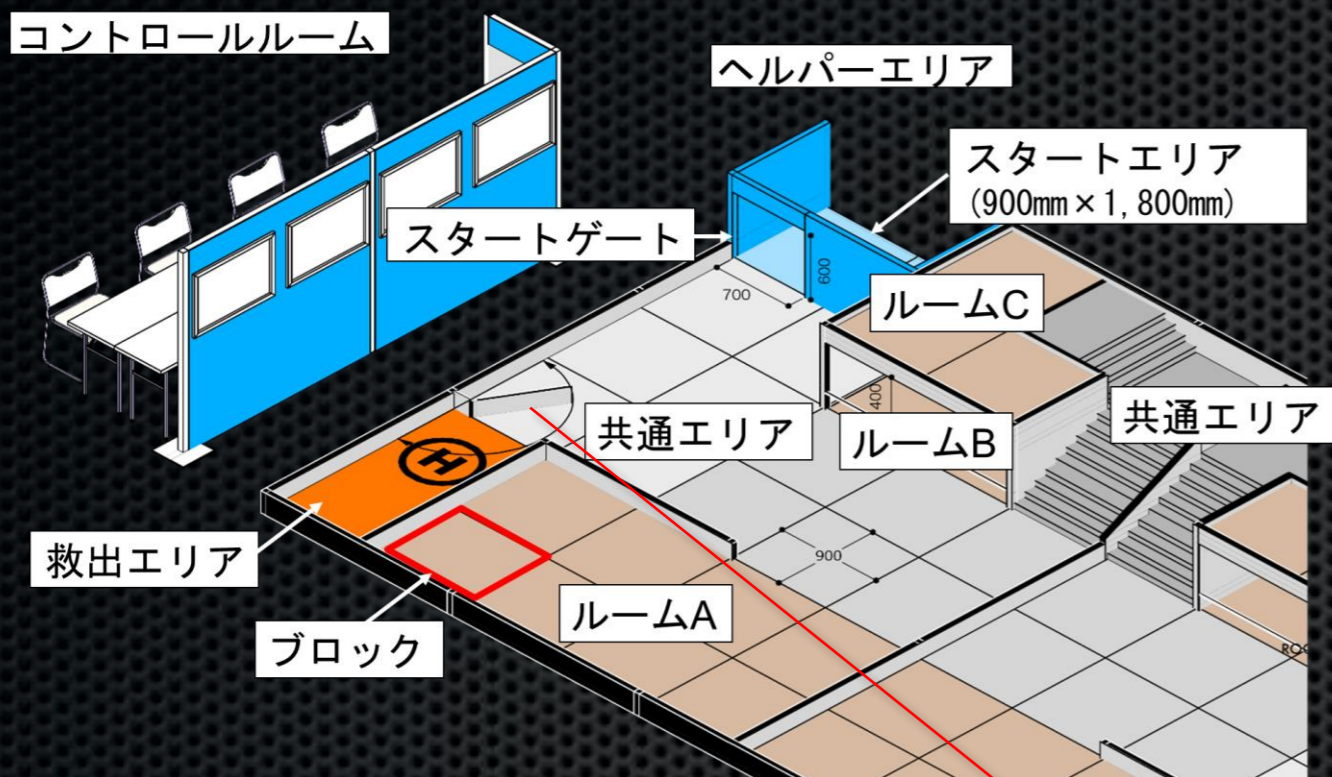 コントロールルーム
ヘルパーエリア
スタートエリア
(900mm×1,800mm)
スタートゲート
600
700
ルームC
400
共通エリア
共通エリア
ルームB
H
救出エリア
900
ルームA
ブロック